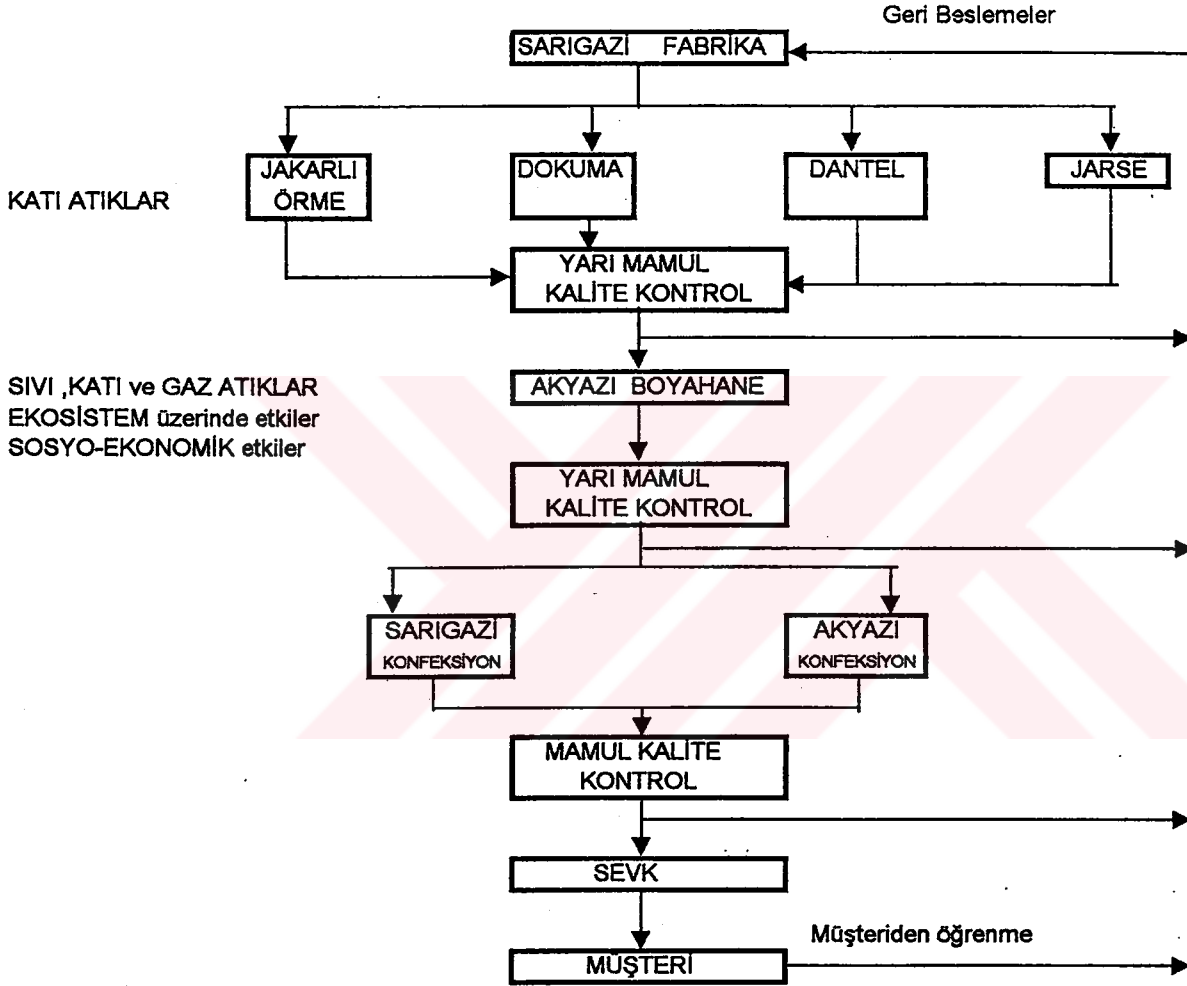 Geri Beslemeler
SARIGAZİ FABRİKA
JAKARLI
ÖRME
DOKUMA
DANTEL
JARSE
KATI ATIKLAR
YARI MAMUL
KALİTE KONTROL
SIVI ,KATI ve GAZ ATIKLAR
EKOSİSTEM üzerinde etkiler
SOSYO-EKONOMİK etkiler
AKYAZI BOYAHANE
YARI MAMUL
KALİTE KONTROL
SARIGAZİ
KONFEKSİYON
AKYAZI
KONFEKSİYON
MAMUL KALİTE
KONTROL
SEVK
Müşteriden öğrenme
MÜŞTERİ